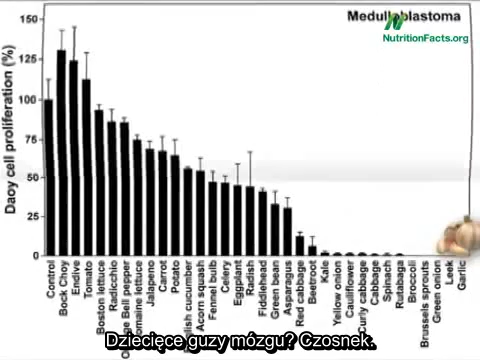 Medulloblastoma
NutritionFacts.org
Daoy cell proliferation (%)
150
125
100
75
50
25
0
Control
Bock Choy
Endive
Tomato
Boston lettuce
Radicchio
Bell pepper
lettuce
Jalapeno
Carrot
Potato
cucumber
Acorn squash
Fennel bulb
Celery
Eggplant
Radish
Fiddlehead
Green bean
Asparagus
Red cabbage
Beetroot
Kale
Yellow onion
Cauliflower
Curly cabbage
Cabbage
Spinach
Rutabaga
Broccoli
Brussels sprouts
Green onion
Leek
Garlic
Dziecięce guzy mózgu? Czosnek.